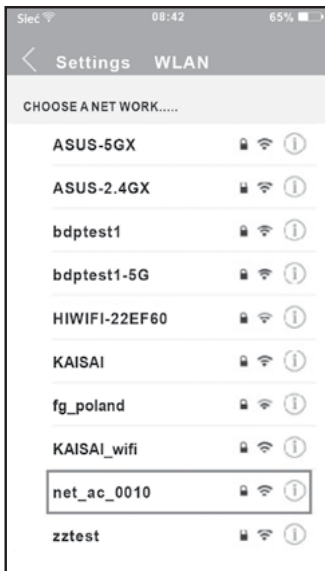 Sieć 08:42 65%
Settings WLAN
CHOOSE A NET WORK.....
ASUS-5GX
ASUS-2.4GX
bdptest1
bdptest1-5G
HIWIFI-22EF60
KAISAI
fg_poland
KAISAI_wifi
net_ac_0010
zztest